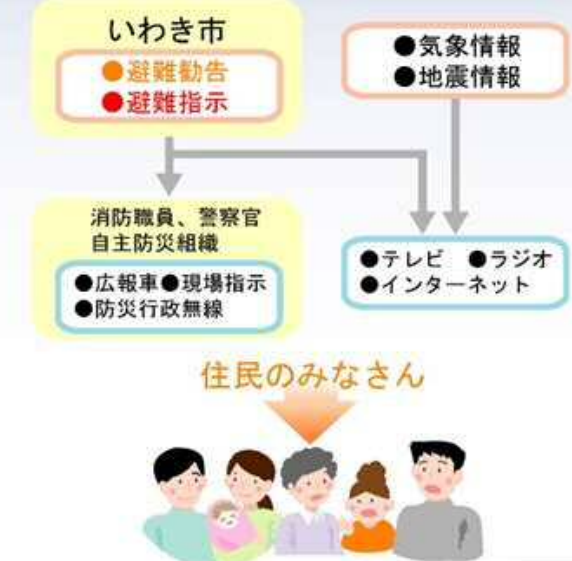 いわき市
●避難勧告
●避難指示
●気象情報
●地震情報
消防職員、警察官
自主防災組織
●広報車●現場指示
●防災行政無線
●テレビ ●ラジオ
●インターネット
住民のみなさん